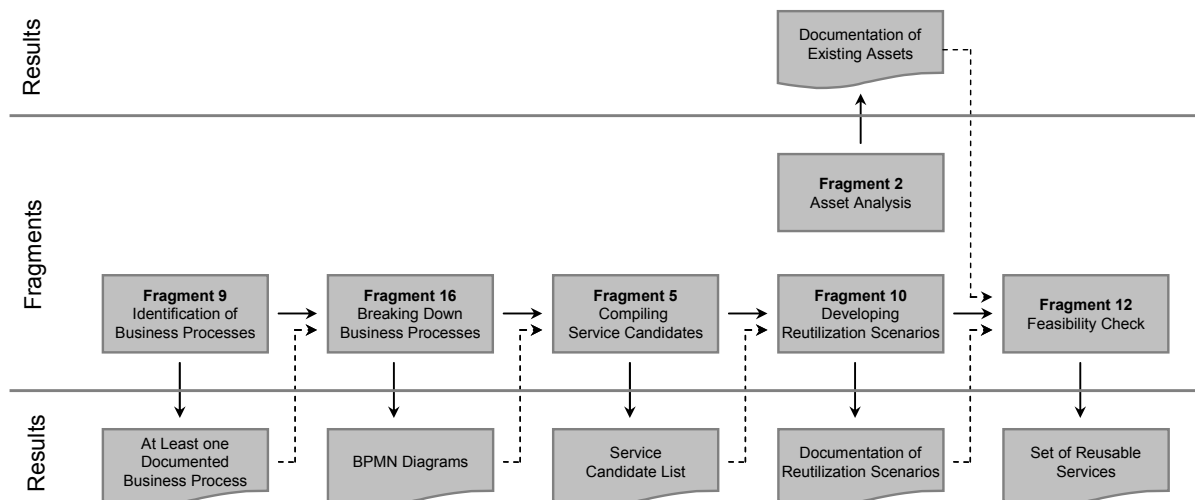 Results
Documentation of
Existing Assets
Fragments
Fragment 2
Asset Analysis
Fragment 9
Identification of
Business Processes
Fragment 16
Breaking Down
Business Processes
Fragment 5
Compiling
Service Candidates
Fragment 10
Developing
Reutilization Scenarios
Fragment 12
Feasibility Check
Results
At Least one
Documented
Business Process
BPMN Diagrams
Service
Candidate List
Documentation of
Reutilization Scenarios
Set of Reusable
Services